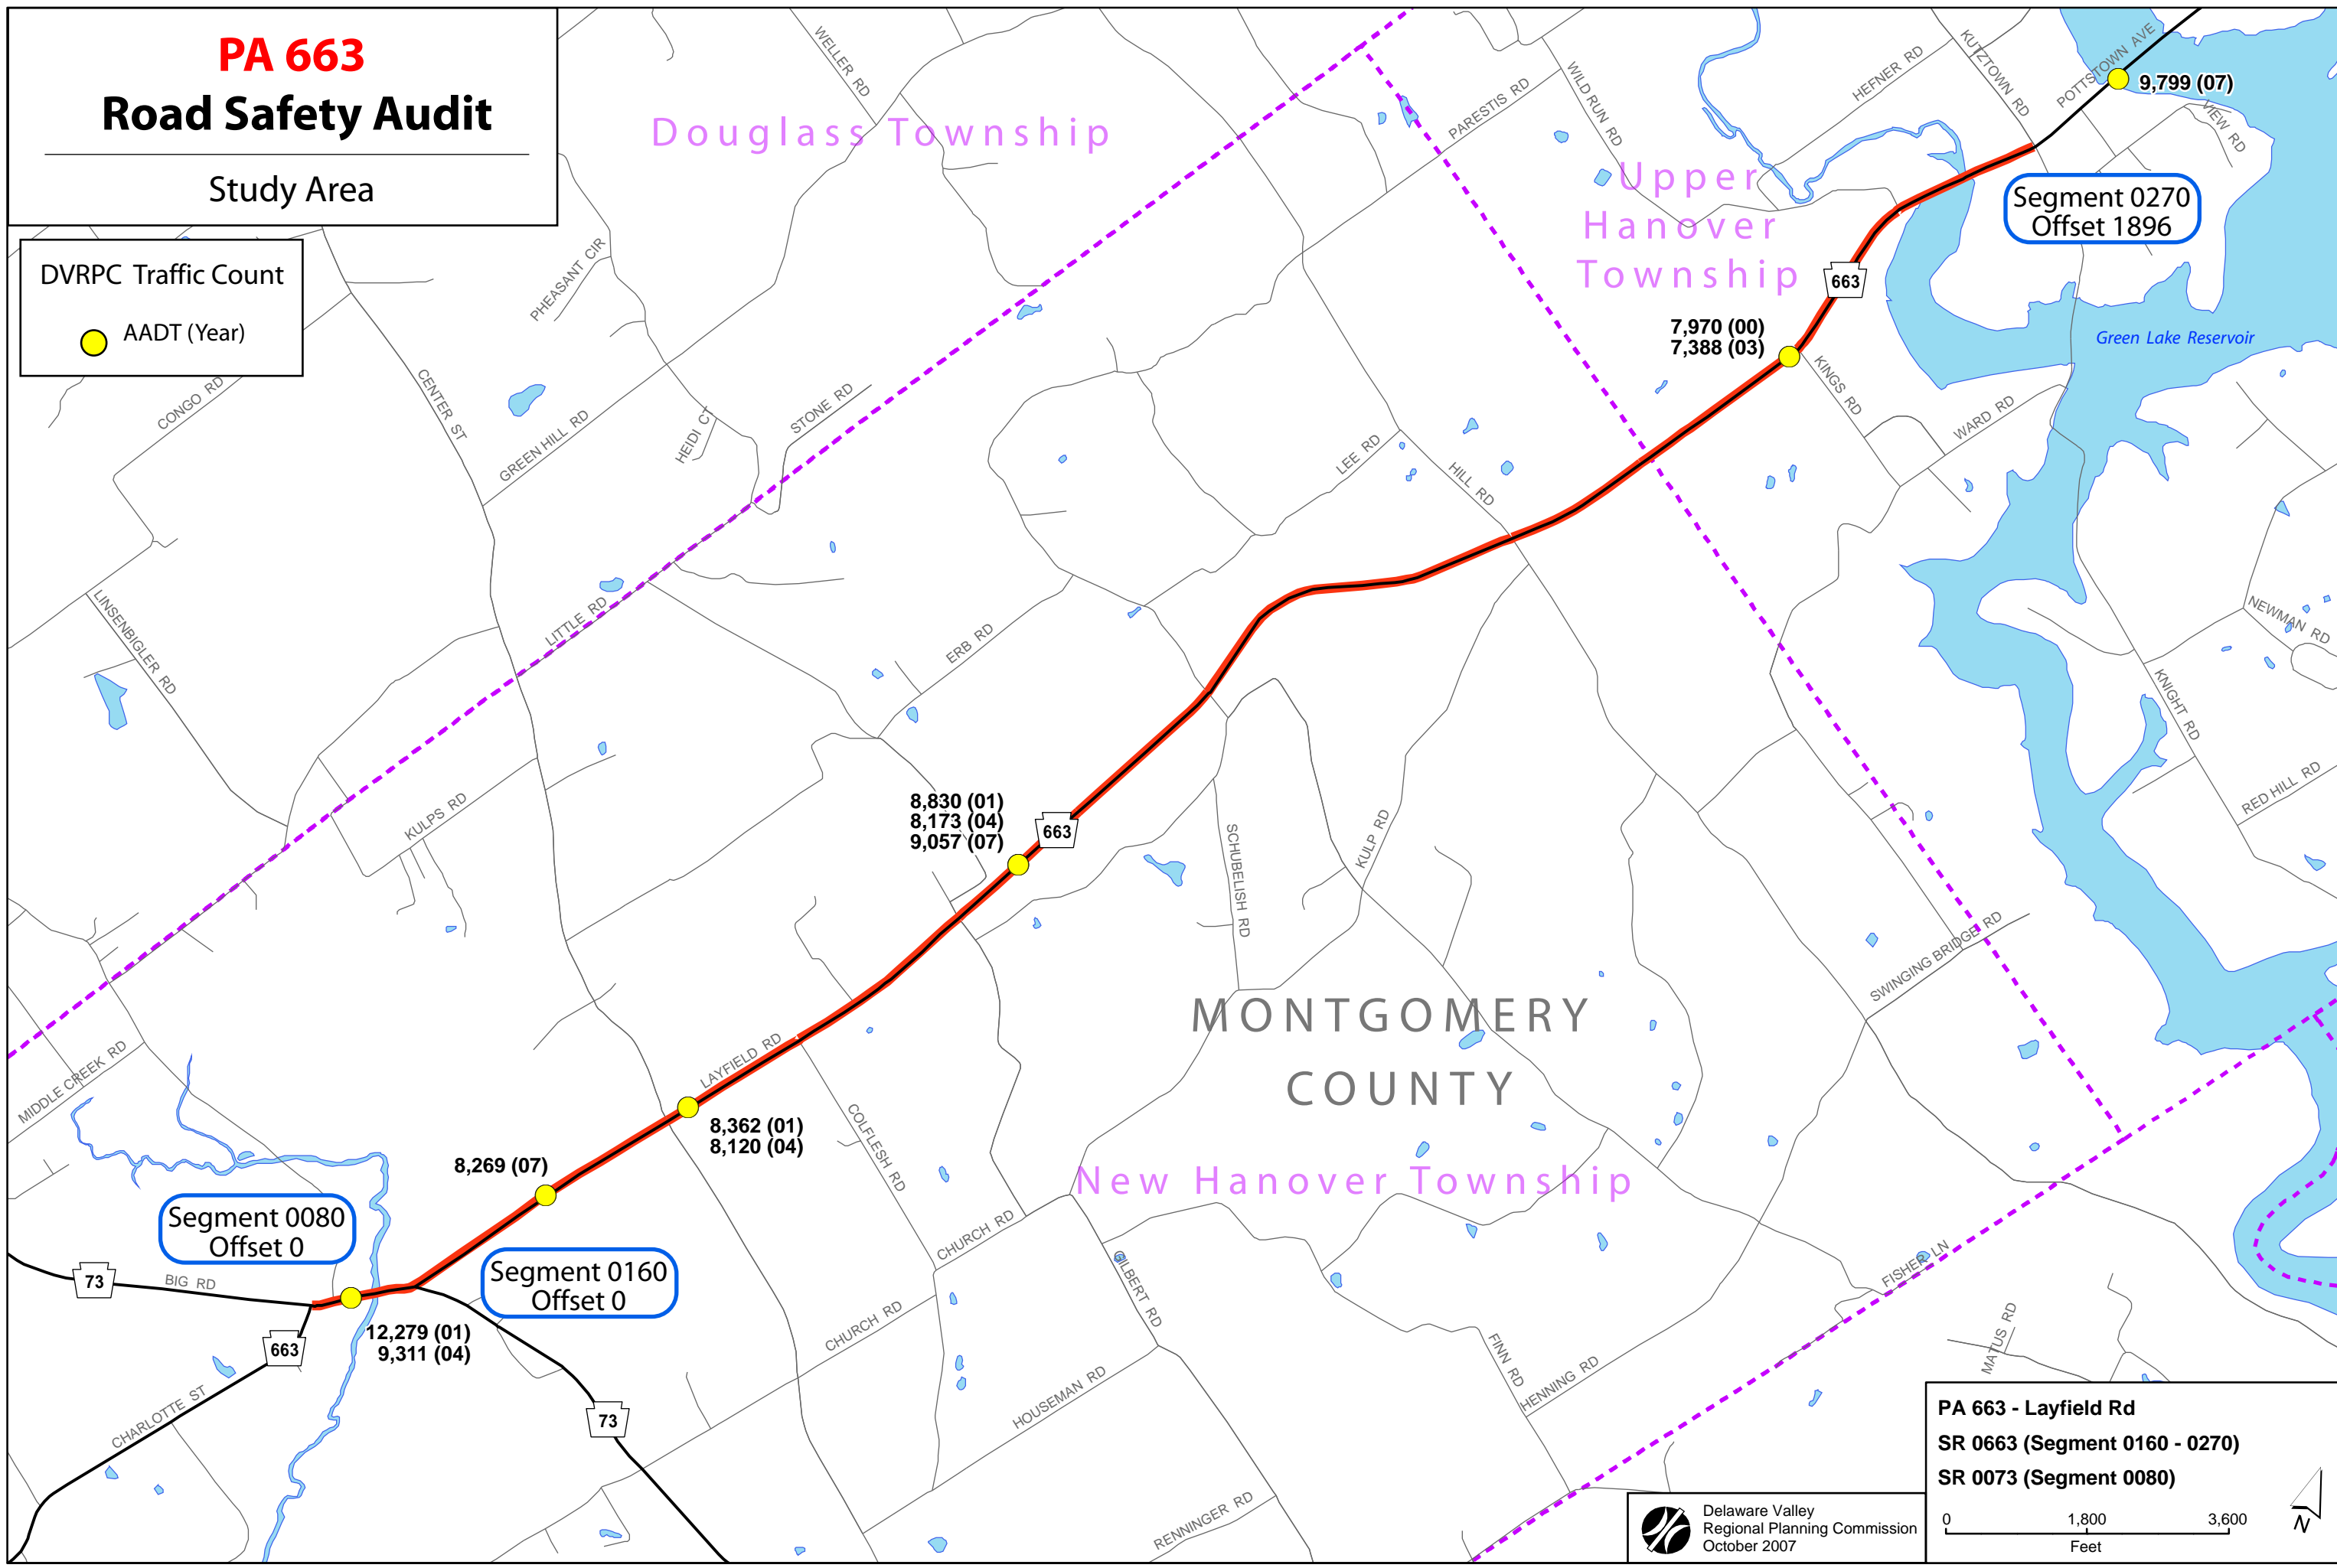 PA 663
Road Safety Audit
Study Area
DVRPC Traffic Count
AADT (Year)
Douglass Township
Upper
Hanover
Township
MONTGOMERY
COUNTY
New Hanover Township
Green Lake Reservoir
WELLER RD
PARESTIS RD
WILD RUN RD
HEFNER RD
KUTZTOWN RD
POTTSTOWN AVE
VIEW RD
9,799 (07)
Segment 0270
Offset 1896
663
7,970 (00)
7,388 (03)
KINGS RD
WARD RD
PHEASANT CIR
CONGO RD
CENTER ST
GREEN HILL RD
HEIDI CT
STONE RD
LEE RD
HILL RD
LINSENBIGLER RD
LITTLE RD
ERB RD
NEWMAN RD
KNIGHT RD
RED HILL RD
KULPS RD
8,830 (01)
8,173 (04)
9,057 (07)
663
SCHUBELISH RD
KULP RD
SWINGING BRIDGE RD
MIDDLE CREEK RD
LAYFIELD RD
COLFLESH RD
8,362 (01)
8,120 (04)
8,269 (07)
Segment 0080
Offset 0
Segment 0160
Offset 0
73
BIG RD
663
12,279 (01)
9,311 (04)
73
CHARLOTTE ST
CHURCH RD
CHURCH RD
GILBERT RD
HOUSEMAN RD
RENNINGER RD
FINN RD
HENNING RD
FISHER LN
MATUS RD
Delaware Valley
Regional Planning Commission
October 2007
PA 663 - Layfield Rd
SR 0663 (Segment 0160 - 0270)
SR 0073 (Segment 0080)
0 1,800 3,600
Feet
N